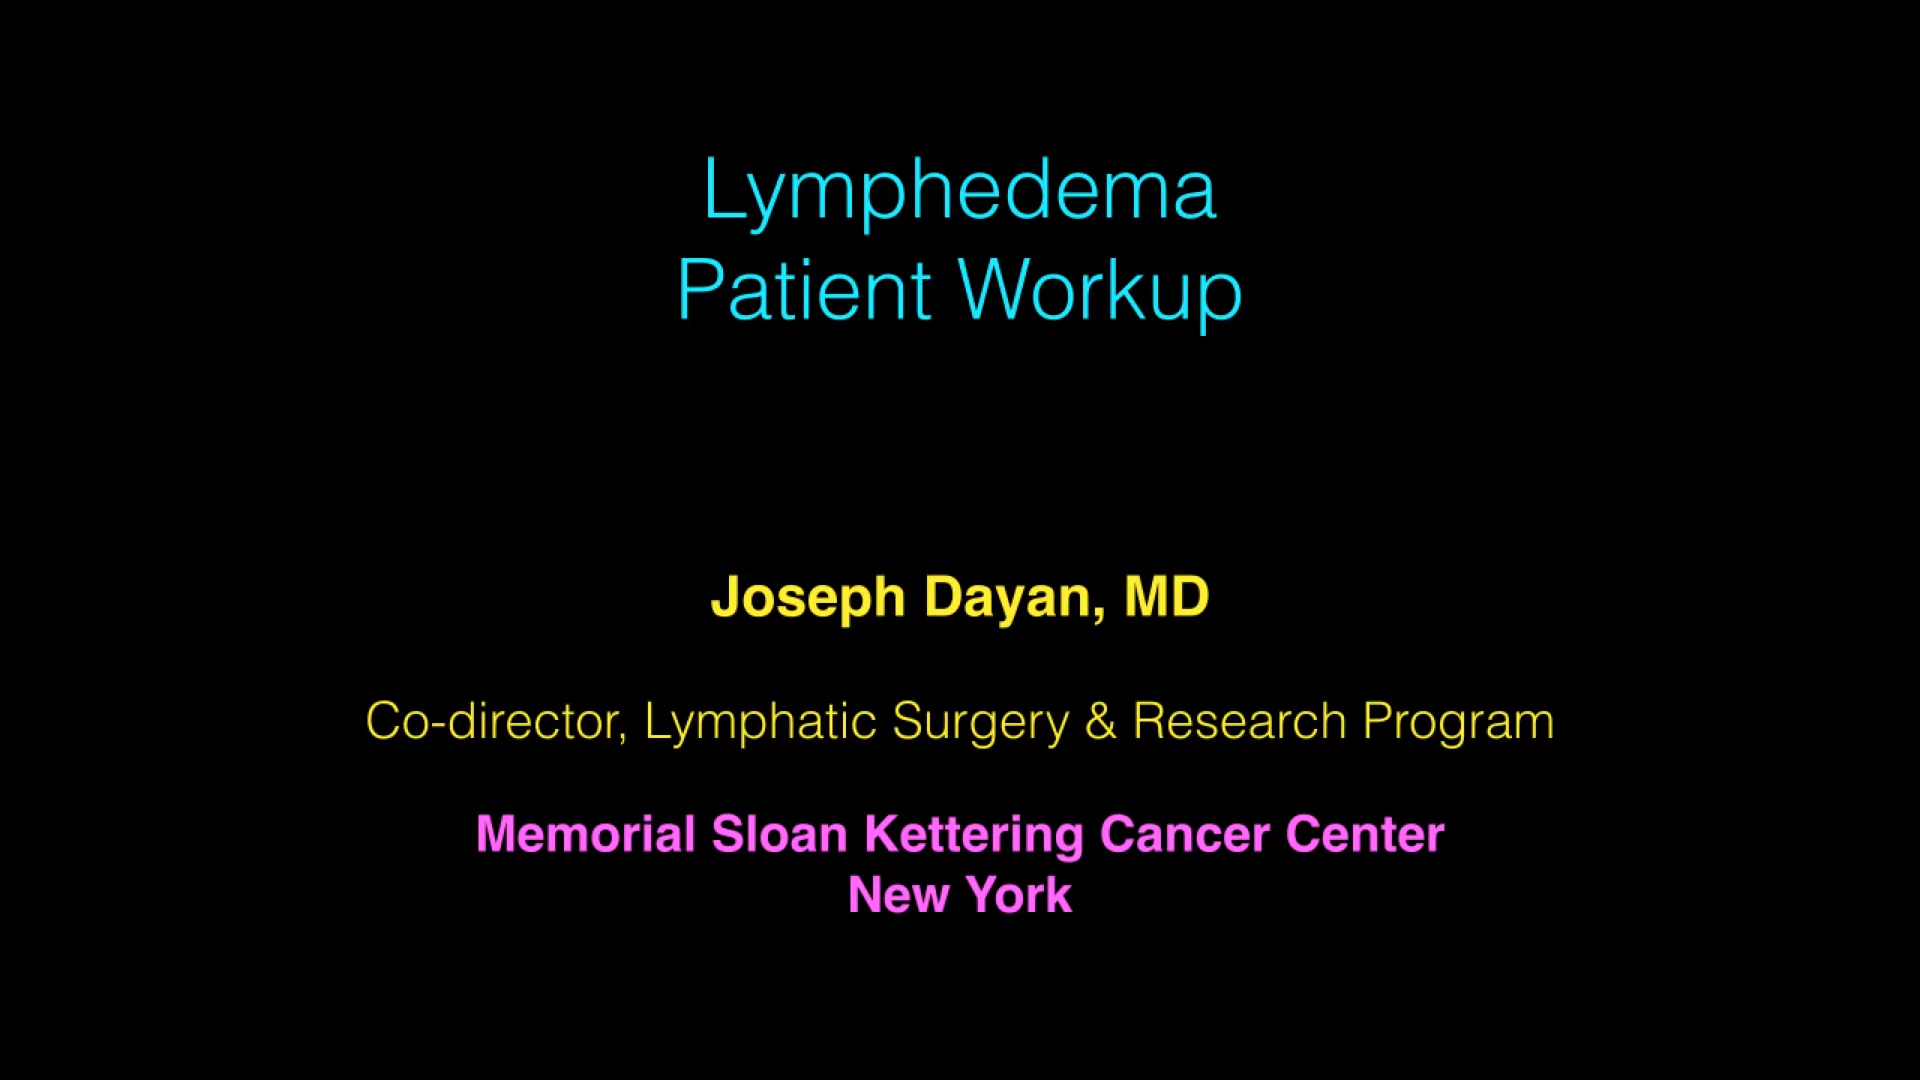 Lymphedema
Patient Workup
Joseph Dayan, MD
Co-director, Lymphatic Surgery & Research Program
Memorial Sloan Kettering Cancer Center
New York